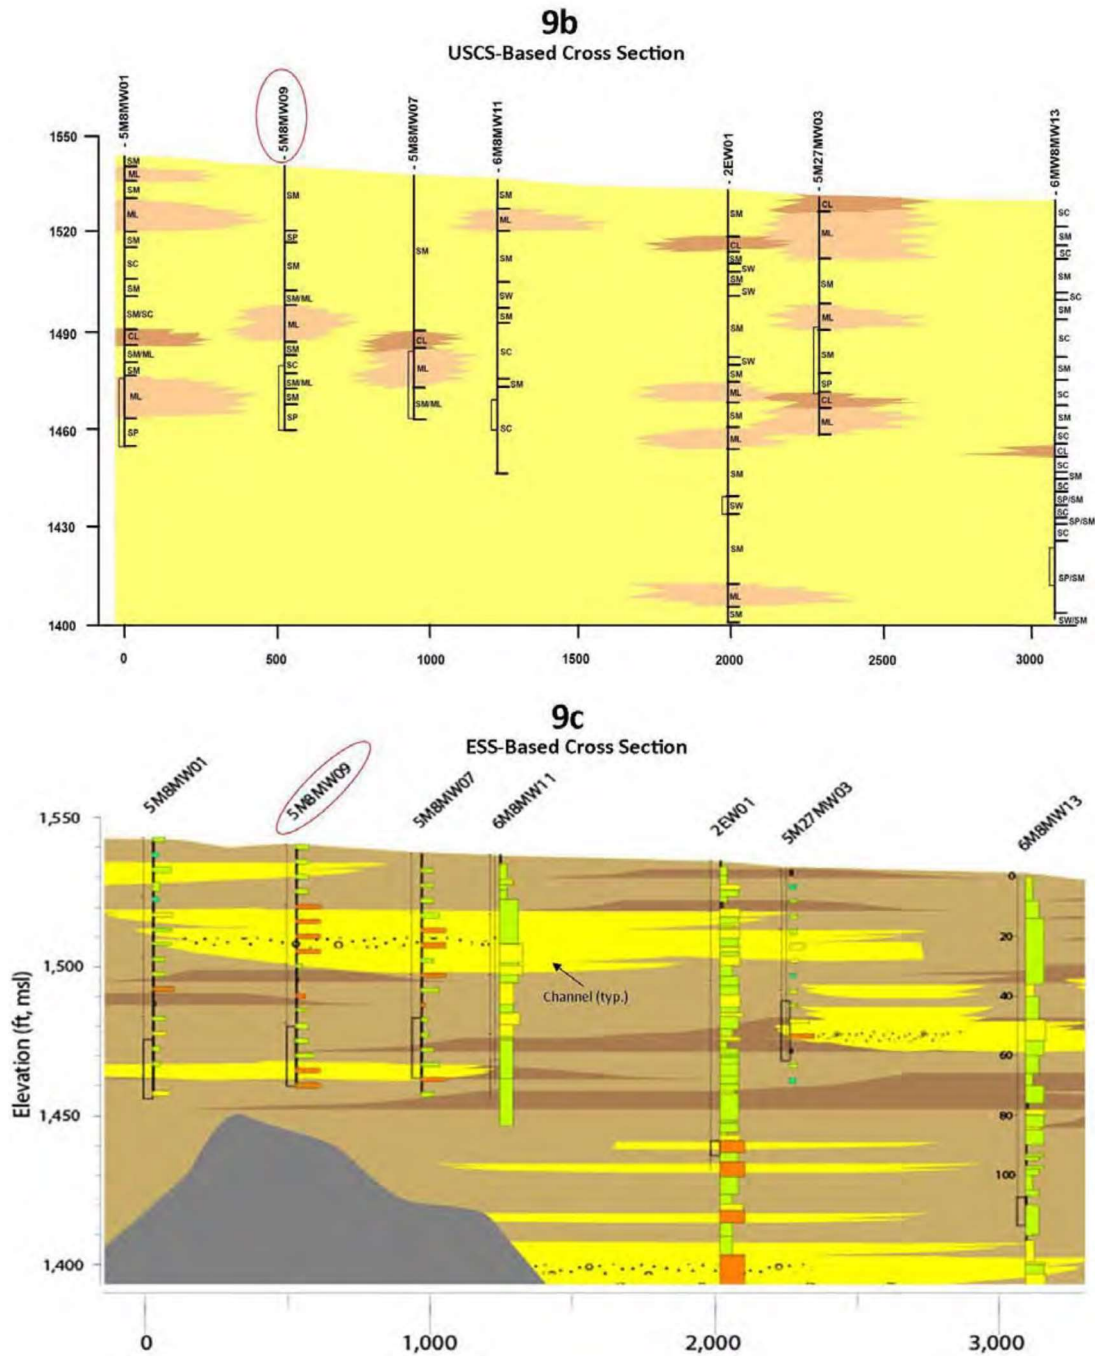 9b
USCS-Based Cross Section
- 5M8MW01
- 5M8MW09
- 5M8MW07
- 6M8MW11
- 2EW01
- 5M27MW03
- 6MW8MW13
1550
1520
1490
1460
1430
1400
SM
ML
SM
ML
SM
SC
SM
SM/SC
CL
SM/ML
SM
ML
SP
SM
SP
SM
SM/ML
ML
SM
SC
SM/ML
SM
SP
SM
CL
ML
SM/ML
SM
ML
SM
SW
SM
SC
SM
SC
SM
CL
SM
SW
SM
SW
SM
SW
SM
ML
SM
ML
SM
SW
SM
ML
SM
CL
ML
SM
ML
SM
SP
CL
ML
SC
SM
SC
SM
SC
SM
SC
SM
SC
SM
SC
CL
SC
SM
SC
SP/SM
SC
SP/SM
SC
SP/SM
SW/SM
0 500 1000 1500 2000 2500 3000
9c
ESS-Based Cross Section
5M8MW01
5M8MW09
5M8MW07
6M8MW11
2EW01
5M27MW03
6M8MW13
Elevation (ft, msl)
1,550
1,500
1,450
1,400
Channel (typ.)
0
20
40
60
80
100
0 1,000 2,000 3,000